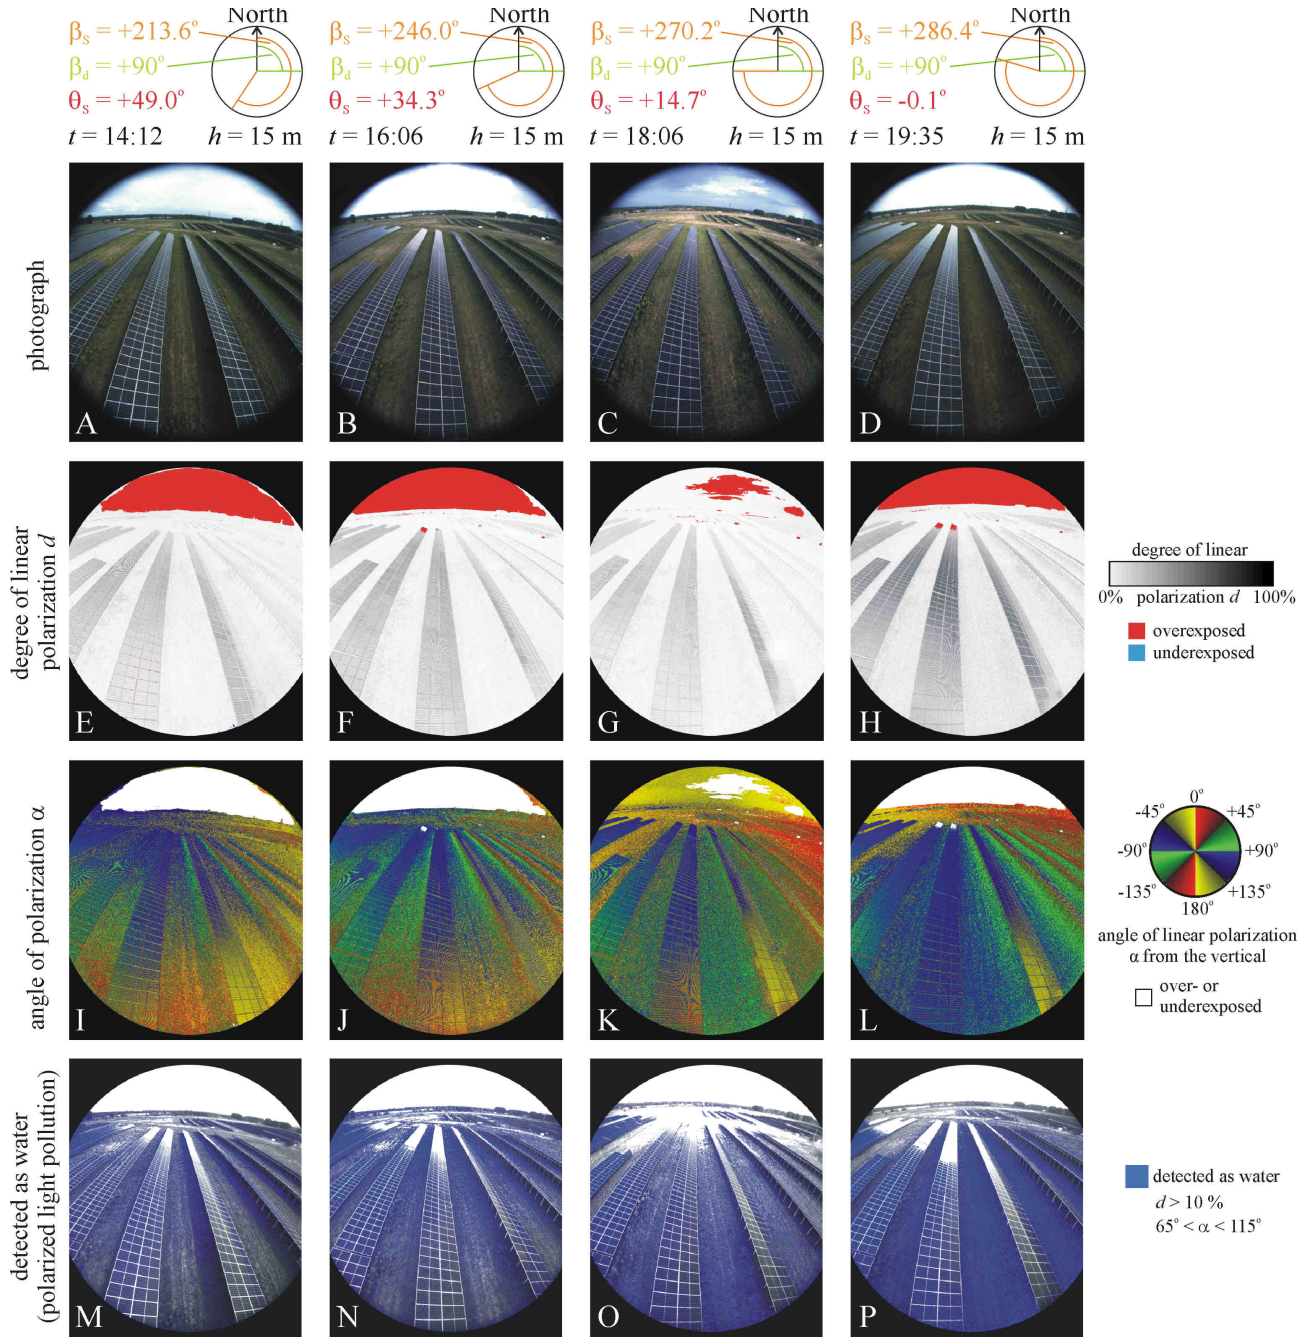 North North North North
βs = +213.6° βs = +246.0° βs = +270.2° βs = +286.4°
βd = +90° βd = +90° βd = +90° βd = +90°
θs = +49.0° θs = +34.3° θs = +14.7° θs = -0.1°
t = 14:12 h = 15 m t = 16:06 h = 15 m t = 18:06 h = 15 m t = 19:35 h = 15 m
photograph
A B C D
degree of linear
polarization d
E F G H
degree of linear
polarization d
0% 100%
overexposed
underexposed
angle of polarization α
I J K L
0°
-45° +45°
-90° +90°
-135° +135°
180°
angle of linear polarization
α from the vertical
over- or
underexposed
detected as water
(polarized light pollution)
M N O P
detected as water
d > 10 %
65° < α < 115°